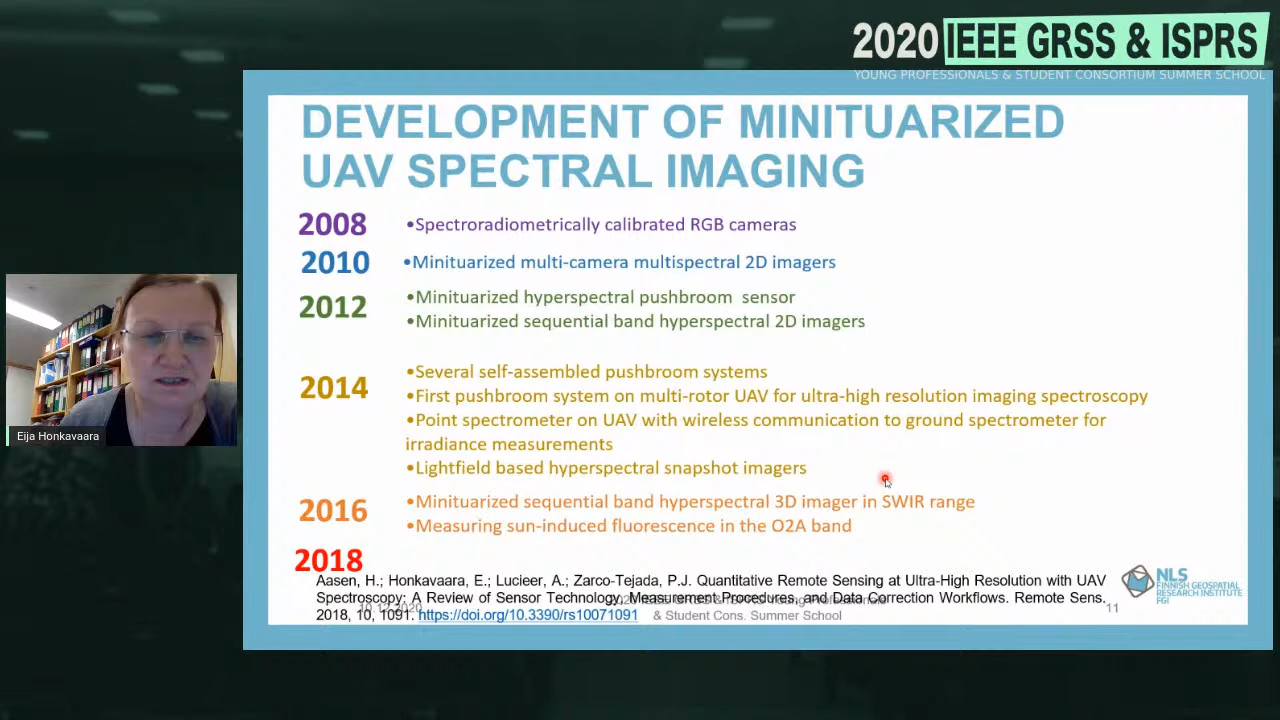 2020 IEEE GRSS & ISPRS
YOUNG PROFESSIONALS & STUDENT CONSORTIUM SUMMER SCHOOL
DEVELOPMENT OF MINITUARIZED
UAV SPECTRAL IMAGING
2008
•Spectroradiometrically calibrated RGB cameras
2010
•Minituarized multi-camera multispectral 2D imagers
2012
•Minituarized hyperspectral pushbroom sensor
•Minituarized sequential band hyperspectral 2D imagers
2014
•Several self-assembled pushbroom systems
•First pushbroom system on multi-rotor UAV for ultra-high resolution imaging spectroscopy
•Point spectrometer on UAV with wireless communication to ground spectrometer for
irradiance measurements
•Lightfield based hyperspectral snapshot imagers
2016
•Minituarized sequential band hyperspectral 3D imager in SWIR range
•Measuring sun-induced fluorescence in the O2A band
2018
Aasen, H.; Honkavaara, E.; Lucieer, A.; Zarco-Tejada, P.J. Quantitative Remote Sensing at Ultra-High Resolution with UAV
Spectroscopy: A Review of Sensor Technology, Measurement Procedures, and Data Correction Workflows. Remote Sens.
2018, 10, 1091. https://doi.org/10.3390/rs10071091
10.12.2020
& Student Cons. Summer School
11
NLS
FINNISH GEOSPATIAL
RESEARCH INSTITUTE
FGI
Eija Honkavaara